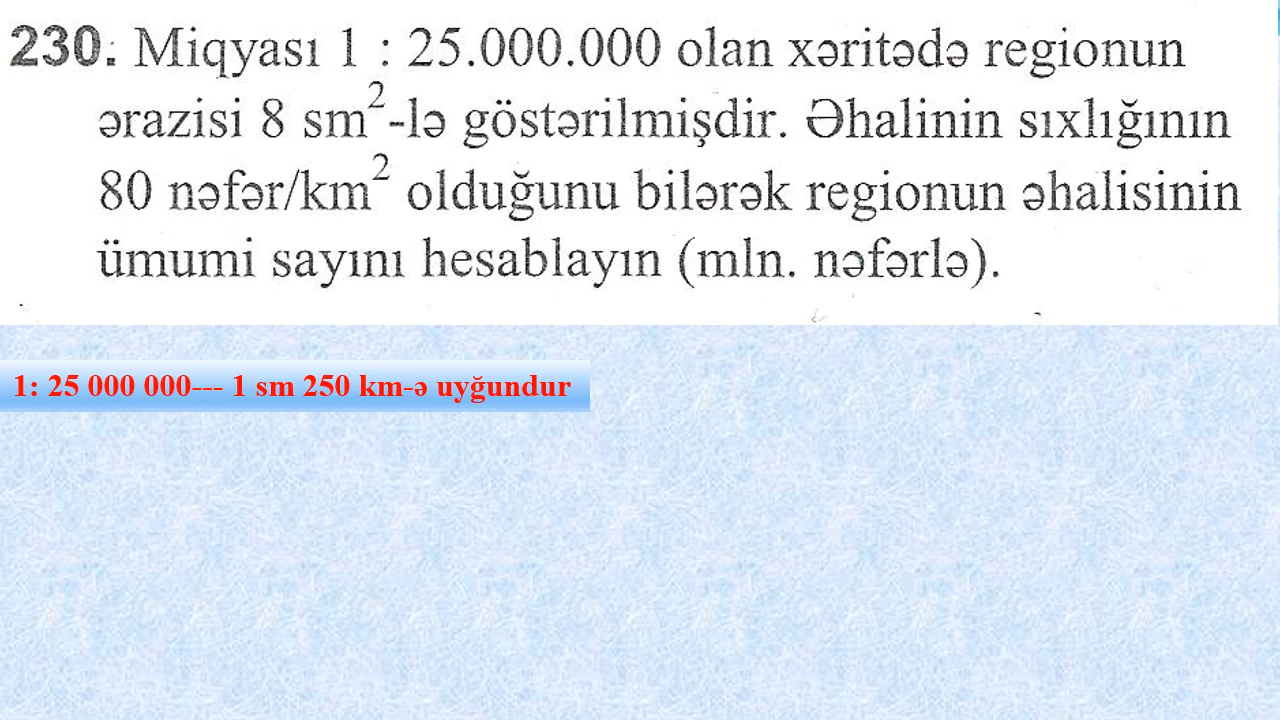 230. Miqyası 1 : 25.000.000 olan xəritədə regionun
ərazisi 8 sm²-lə göstərilmişdir. Əhalinin sıxlığının
80 nəfər/km² olduğunu bilərək regionun əhalisinin
ümumi sayını hesablayın (mln. nəfərlə).
1: 25 000 000--- 1 sm 250 km-ə uyğundur